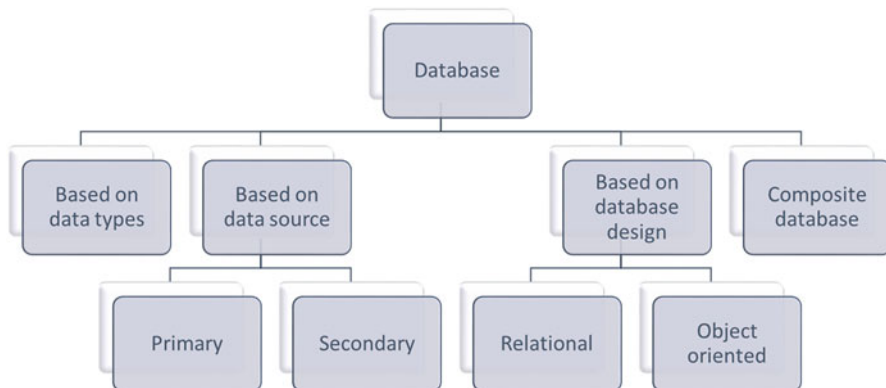 Database
Based on
data types
Based on
data source
Based on
database
design
Composite
database
Primary
Secondary
Relational
Object
oriented